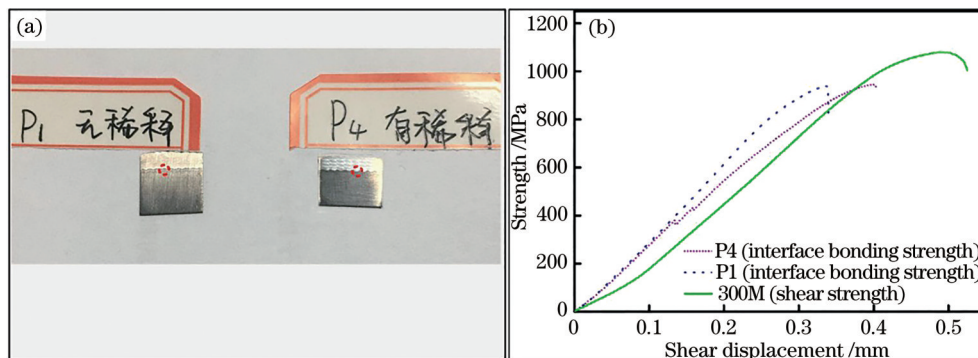 (a)
P1 无稀释
P4 有稀释
(b)
1200
1000
800
600
400
200
0
Strength /MPa
P4 (interface bonding strength)
P1 (interface bonding strength)
300M (shear strength)
0 0.1 0.2 0.3 0.4 0.5
Shear displacement /mm